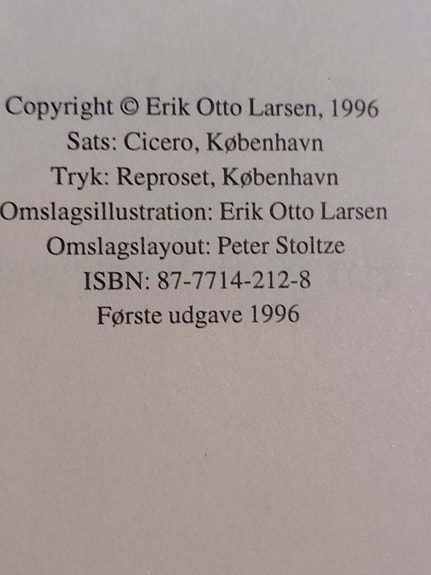 Copyright © Erik Otto Larsen, 1996
Sats: Cicero, København
Tryk: Reproset, København
Omslagsillustration: Erik Otto Larsen
Omslagslayout: Peter Stoltze
ISBN: 87-7714-212-8
Første udgave 1996